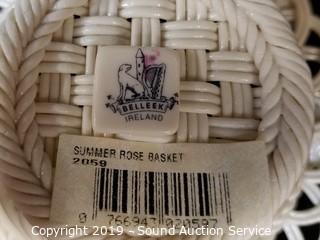 BELLEEK
IRELAND
SUMMER ROSE BASKET
2059
0 766947 020597
Copyright 2019 - Sound Auction Service